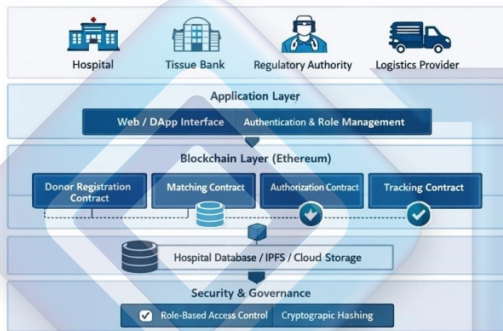 Hospital Tissue Bank Regulatory Authority Logistics Provider
Application Layer
Web / DApp Interface Authentication & Role Management
Blockchain Layer (Ethereum)
Donor Registration Contract Matching Contract Authorization Contract Tracking Contract
Hospital Database / IPFS / Cloud Storage
Security & Governance
Role-Based Access Control Cryptograpic Hashing